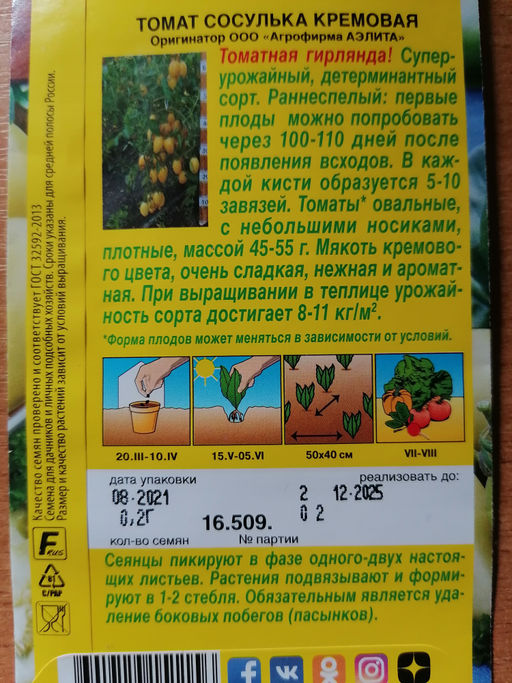 ТОМАТ СОСУЛЬКА КРЕМОВАЯ
Оригинатор ООО «Агрофирма АЭЛИТА»
Томатная гирлянда! Супер-
урожайный, детерминантный
сорт. Раннеспелый: первые
плоды можно попробовать
через 100-110 дней после
появления всходов. В каж-
дой кисти образуется 5-10
завязей. Томаты* овальные,
с небольшими носиками,
плотные, массой 45-55 г. Мякоть кремово-
го цвета, очень сладкая, нежная и аромат-
ная. При выращивании в теплице урожай-
ность сорта достигает 8-11 кг/м².
*Форма плодов может меняться в зависимости от условий.
20.III-10.IV
15.V-05.VI
50x40 см
VII-VIII
дата упаковки
реализовать до:
08-2021
2 12-2025
0,2Г
16.509.
0 2
кол-во семян
№ партии
Сеянцы пикируют в фазе одного-двух настоя-
щих листьев. Растения подвязывают и форми-
руют в 1-2 стебля. Обязательным является уда-
ление боковых побегов (пасынков).
Качество семян проверено и соответствует ГОСТ 32592-2013
Семена для дачников и личных подсобных хозяйств. Сроки указаны для средней полосы России.
Размер и качество растений зависит от условий выращивания.
F RUS
81
C/PAP